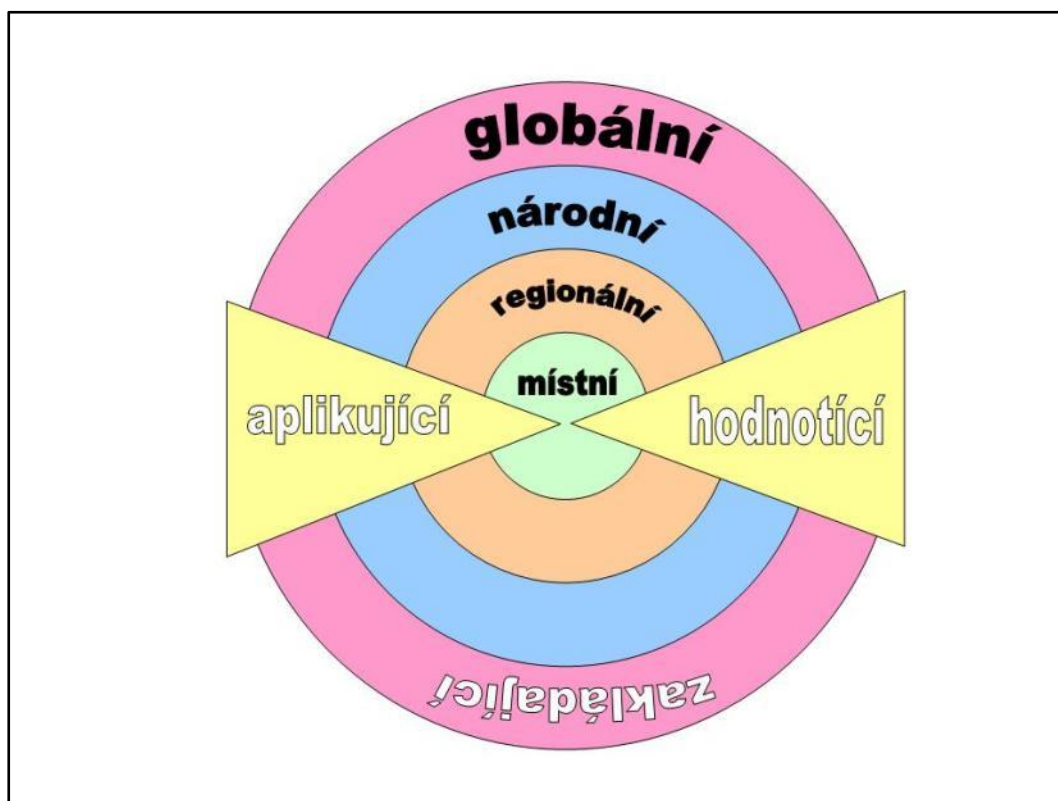 globální
národní
regionální
místní
aplikující
hodnotící
zakládající